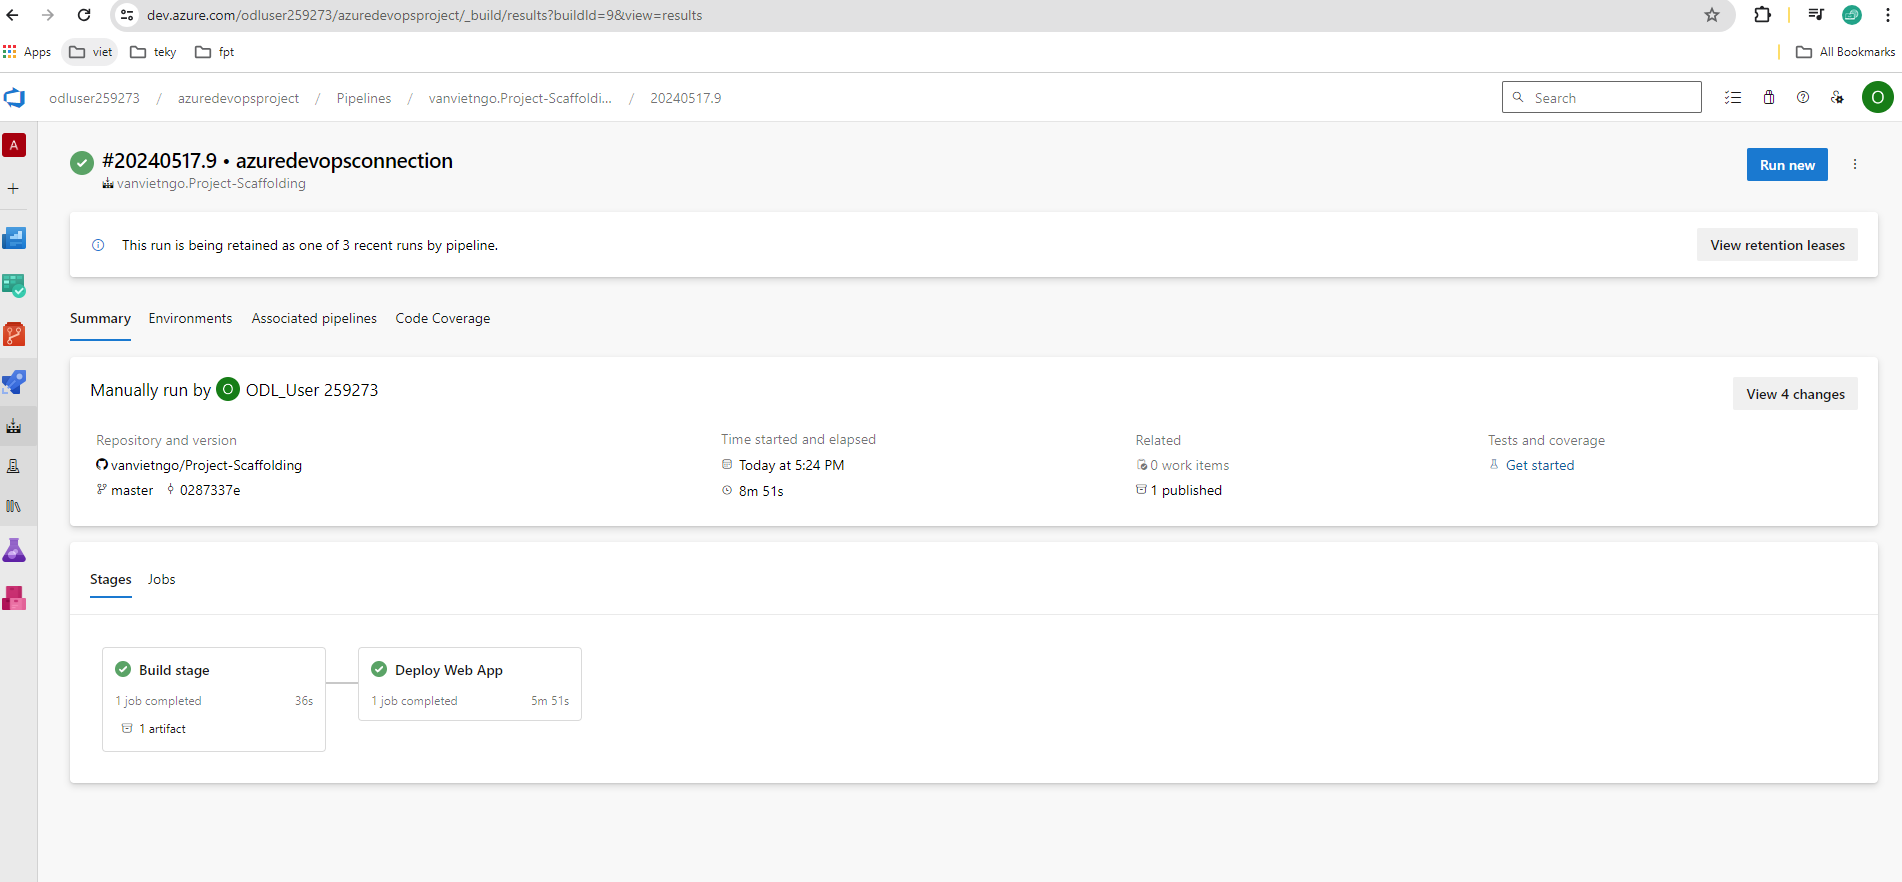 dev.azure.com/odluser259273/azuredevopsproject/_build/results?buildId=9&view=results
Apps viet teky fpt All Bookmarks
odluser259273 / azuredevopsproject / Pipelines / vanvietngo.Project-Scaffoldi... / 20240517.9 Search O
A
#20240517.9 • azuredevopsconnection
vanvietngo.Project-Scaffolding
Run new
This run is being retained as one of 3 recent runs by pipeline. View retention leases
Summary Environments Associated pipelines Code Coverage
Manually run by O ODL_User 259273 View 4 changes
Repository and version Time started and elapsed Related Tests and coverage
vanvietngo/Project-Scaffolding Today at 5:24 PM 0 work items Get started
master 0287337e 8m 51s 1 published
Stages Jobs
Build stage Deploy Web App
1 job completed 36s 1 job completed 5m 51s
1 artifact